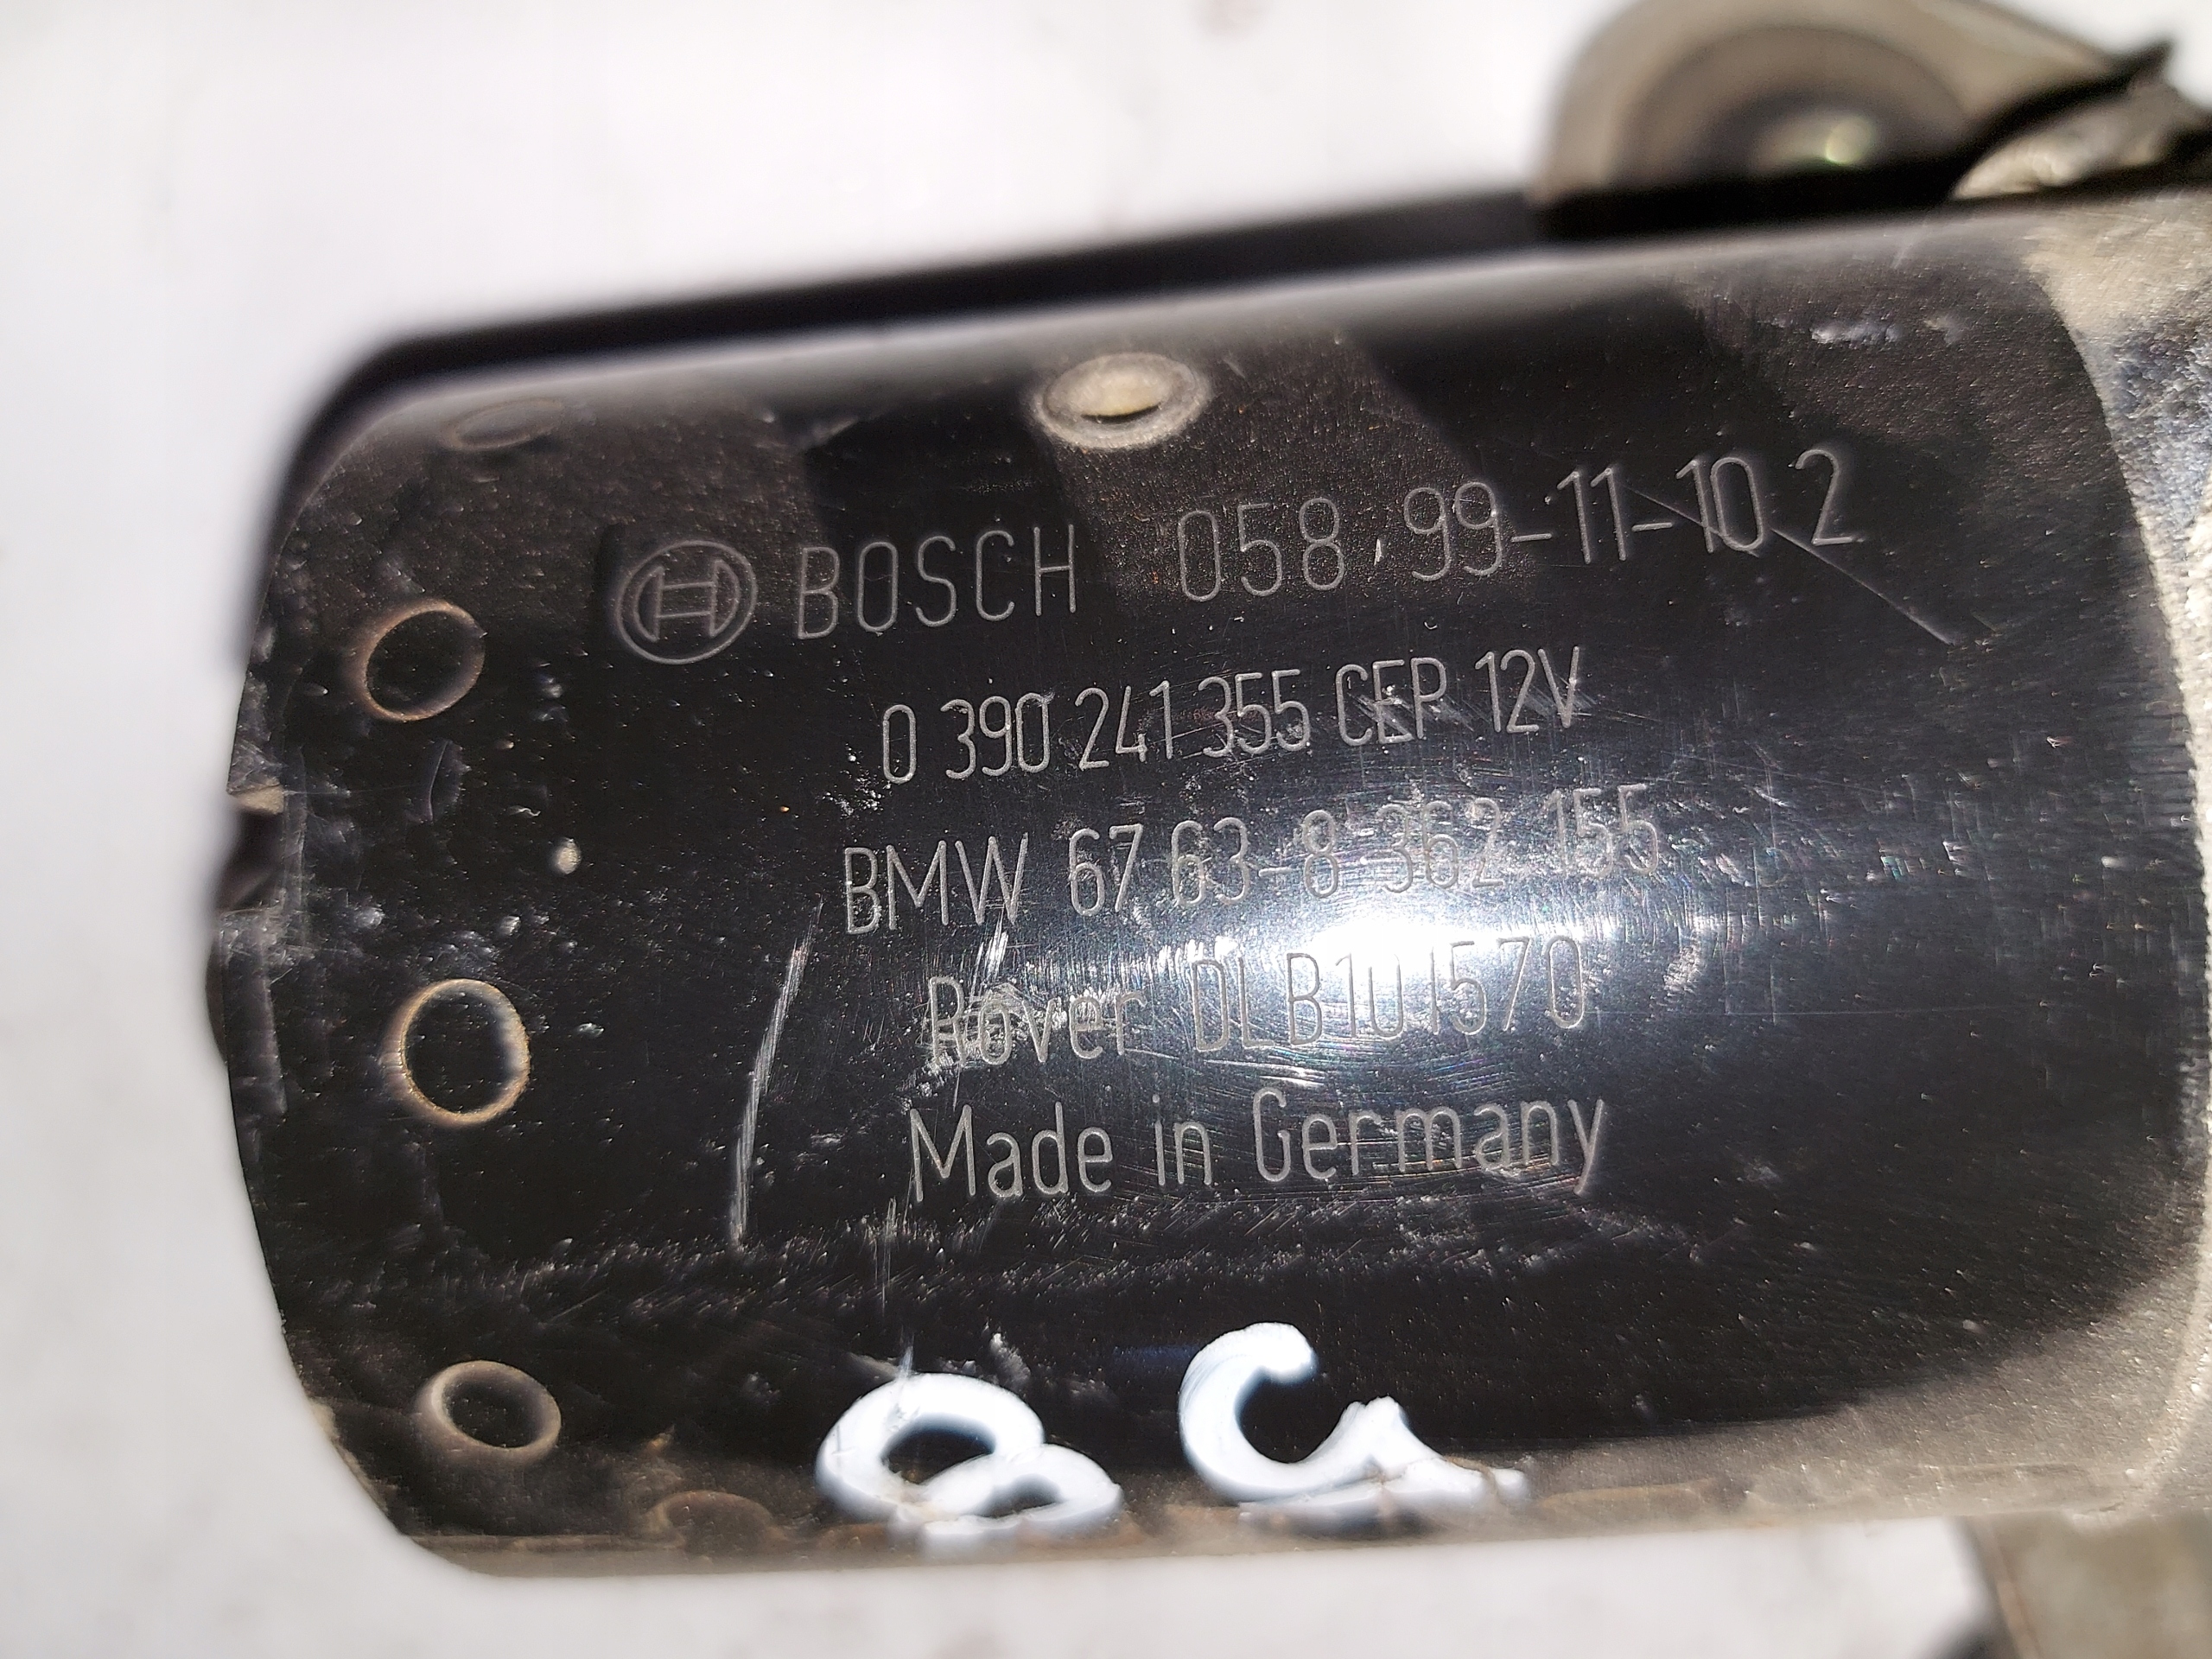 BOSCH 058 99-11-10 2
0 390 241 355 CEP 12V
BMW 67 63-8 362 155
Rover DLB101570
Made in Germany